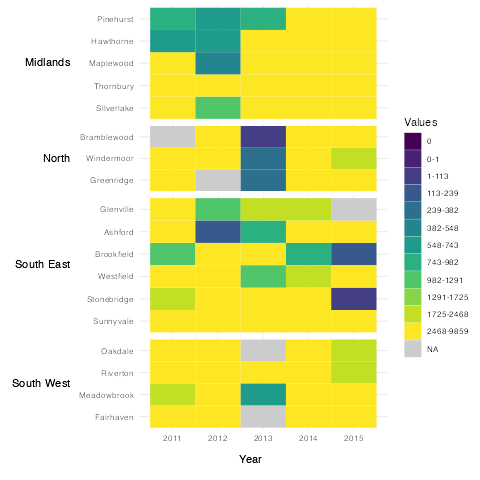 Midlands
Pinehurst
Hawthorne
Maplewood
Thornbury
Silverlake
North
Bramblewood
Windermoor
Greenridge
South East
Glenville
Ashford
Brookfield
Westfield
Stonebridge
Sunnyvale
South West
Oakdale
Riverton
Meadowbrook
Fairhaven
2011 2012 2013 2014 2015
Year
Values
0
0-1
1-113
113-239
239-382
382-548
548-743
743-982
982-1291
1291-1725
1725-2468
2468-9859
NA